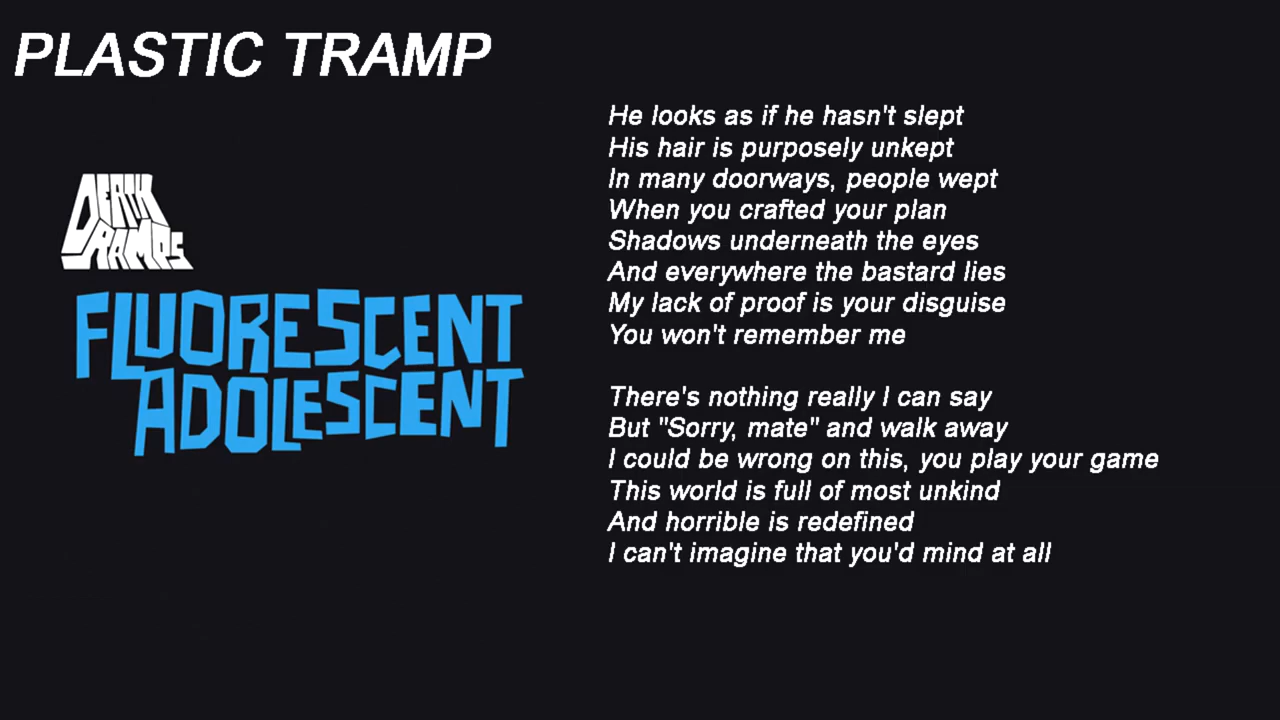 PLASTIC TRAMP
DEATH
RAMPS
FLUORESCENT
ADOLESCENT
He looks as if he hasn't slept
His hair is purposely unkept
In many doorways, people wept
When you crafted your plan
Shadows underneath the eyes
And everywhere the bastard lies
My lack of proof is your disguise
You won't remember me
There's nothing really I can say
But "Sorry, mate" and walk away
I could be wrong on this, you play your game
This world is full of most unkind
And horrible is redefined
I can't imagine that you'd mind at all